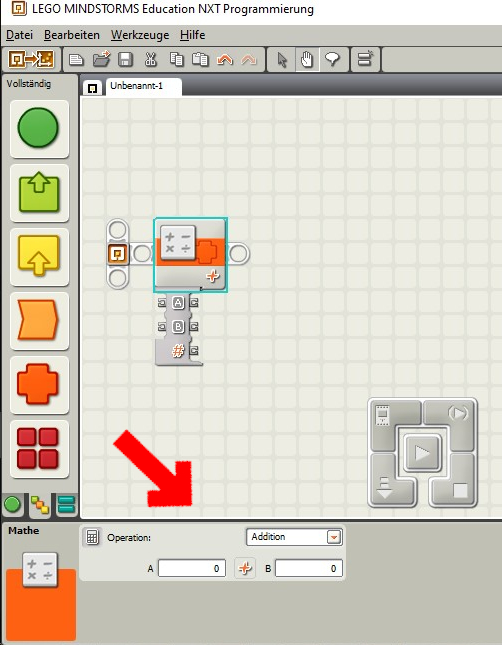 LEGO MINDSTORMS Education NXT Programmierung
Datei Bearbeiten Werkzeuge Hilfe
Vollständig
Unbenannt-1
A
B
#
Mathe
Operation: Addition
A 0 B 0